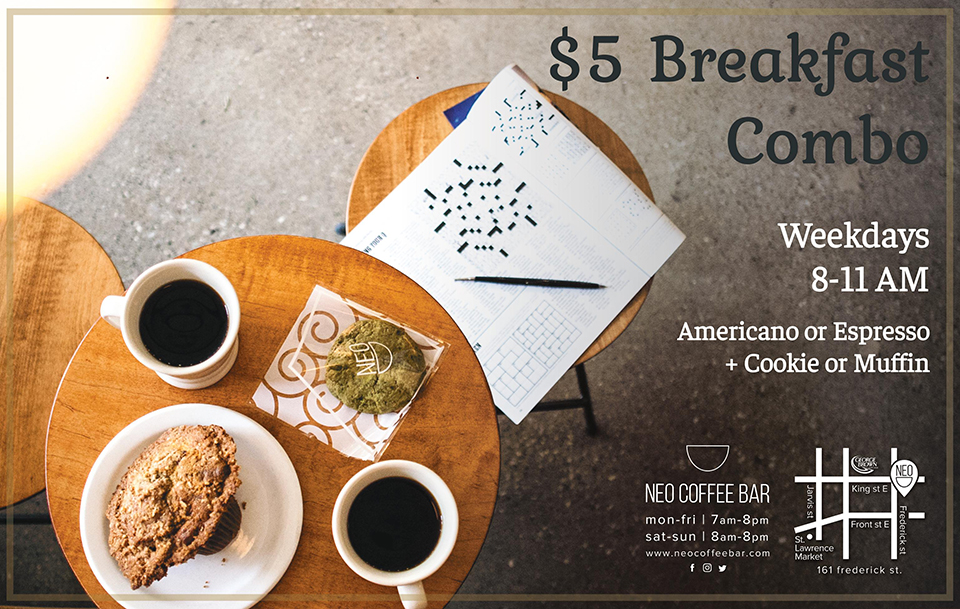 $5 Breakfast
Combo
Weekdays
8-11 AM
Americano or Espresso
+ Cookie or Muffin
NEO
NEO COFFEE BAR
mon-fri | 7am-8pm
sat-sun | 8am-8pm
www.neocoffeebar.com
GEORGE
BROWN
NEO
King st E
Jarvis st
Front st E
Frederick st
St.
Lawrence
Market
161 frederick st.